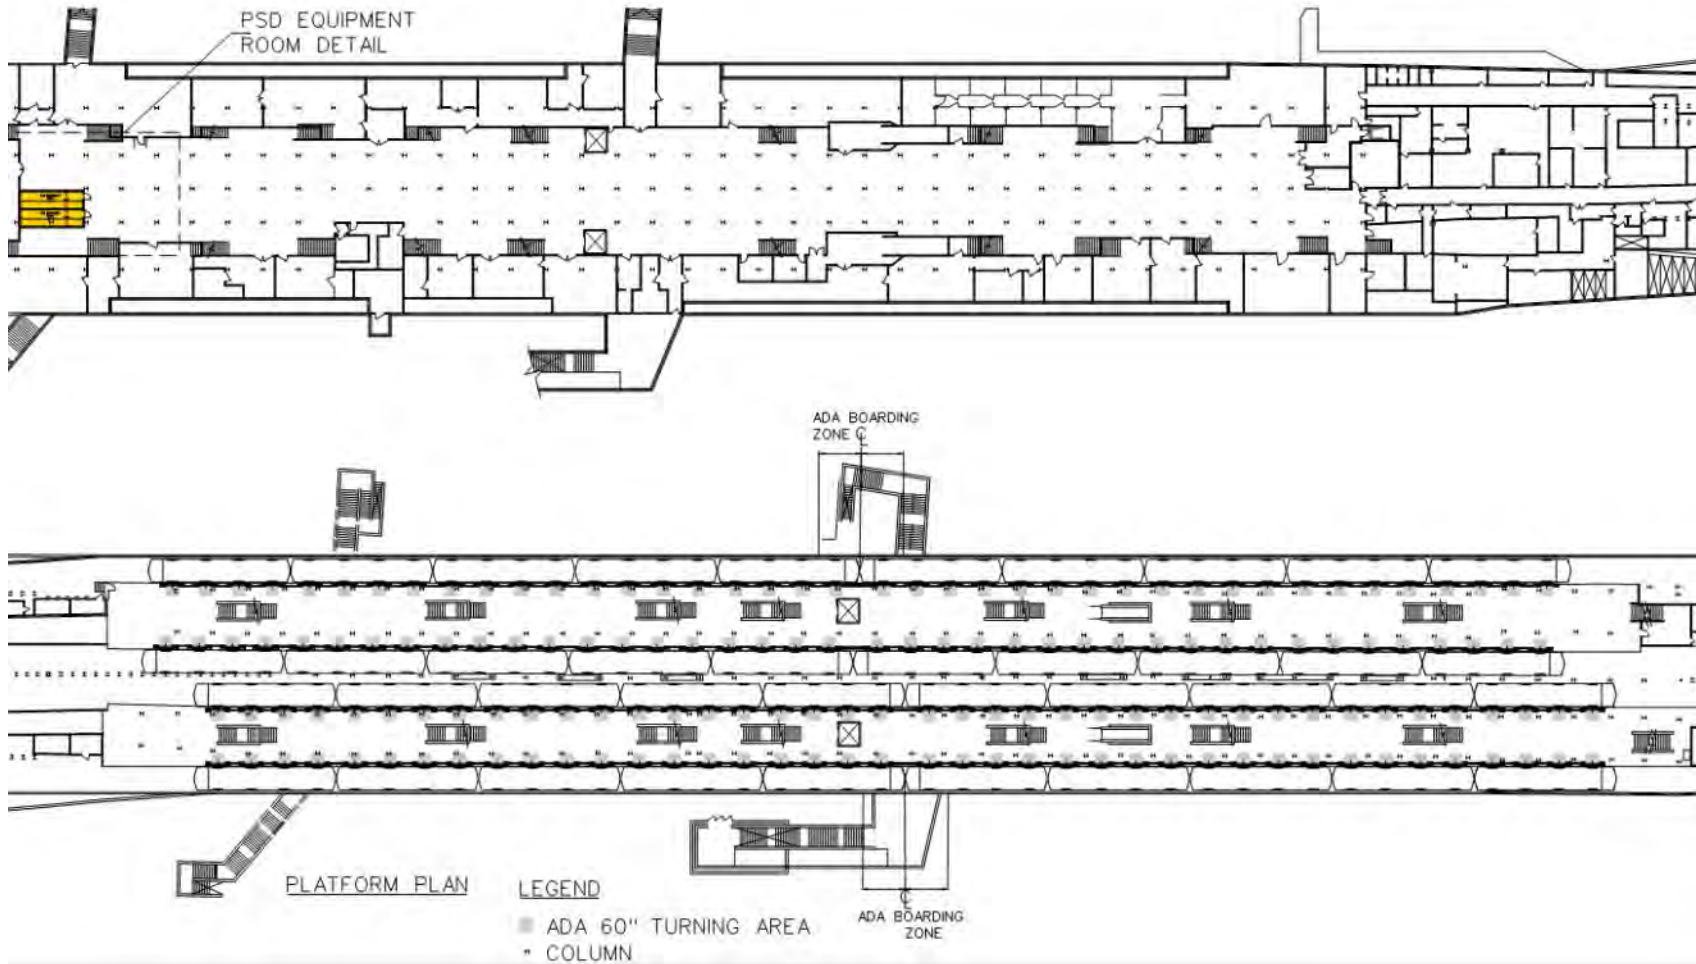 PSD EQUIPMENT
ROOM DETAIL
ADA BOARDING
ZONE ℄
PLATFORM PLAN
LEGEND
ADA 60" TURNING AREA
COLUMN
℄
ADA BOARDING
ZONE